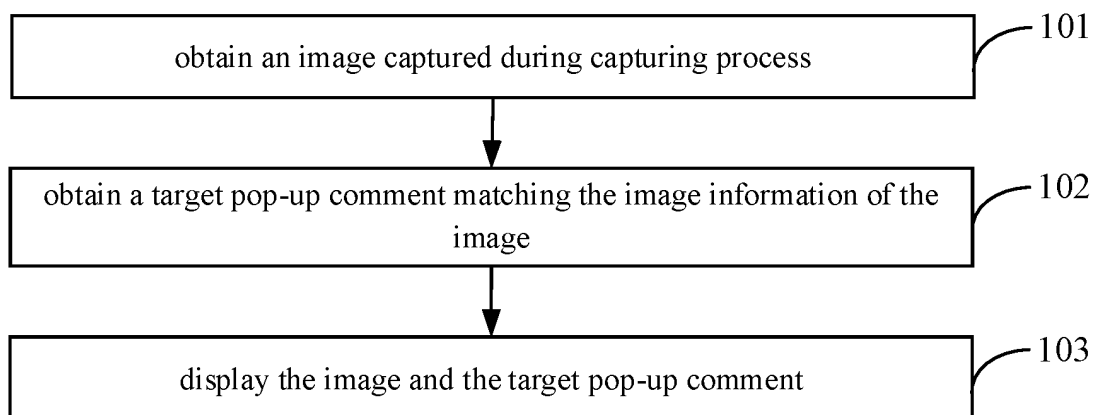 101
obtain an image captured during capturing process
102
obtain a target pop-up comment matching the image information of the
image
103
display the image and the target pop-up comment